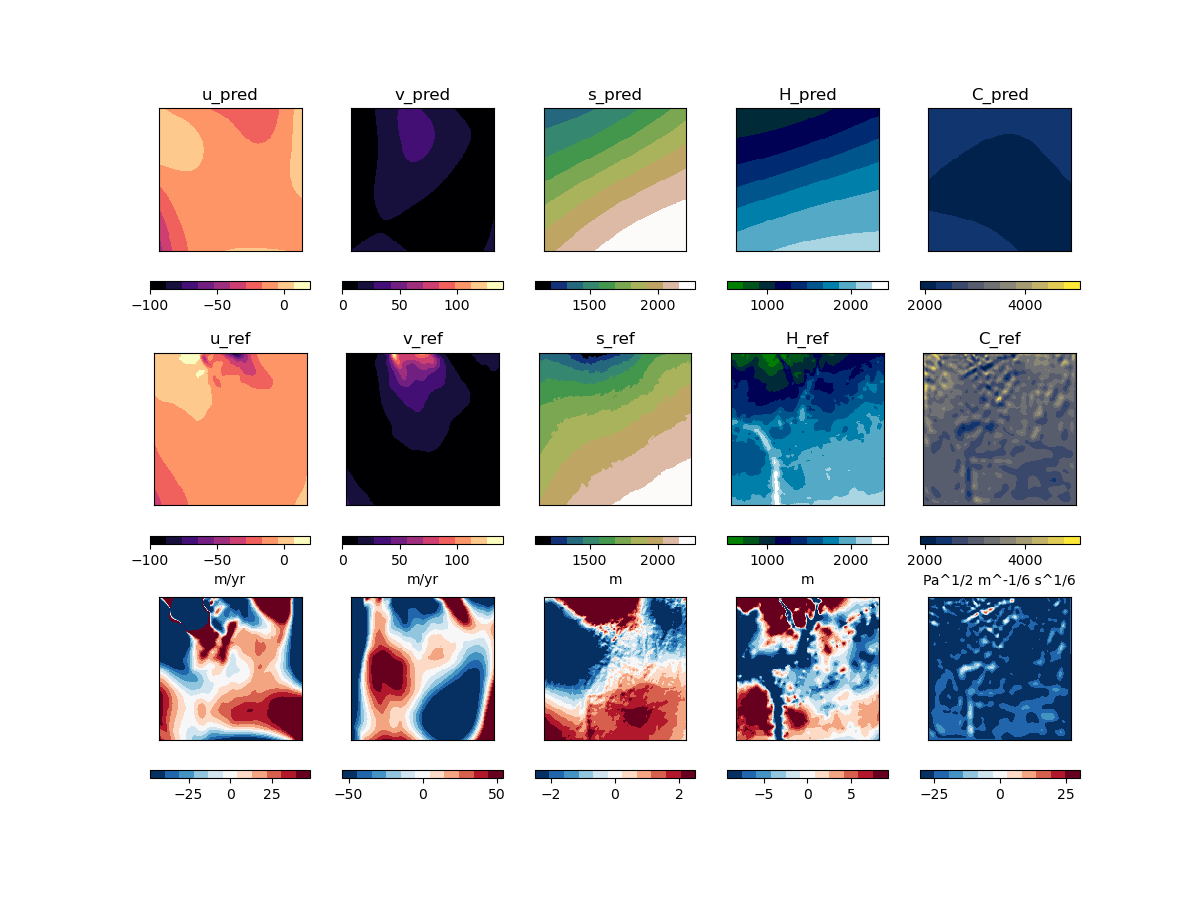 u_pred v_pred s_pred H_pred C_pred
−100 −50 0 0 50 100 1500 2000 1000 2000 2000 4000
u_ref v_ref s_ref H_ref C_ref
−100 −50 0 0 50 100 1500 2000 1000 2000 2000 4000
m/yr m/yr m m Pa^1/2 m^-1/6 s^1/6
−25 0 25 −50 0 50 −2 0 2 −5 0 5 −25 0 25